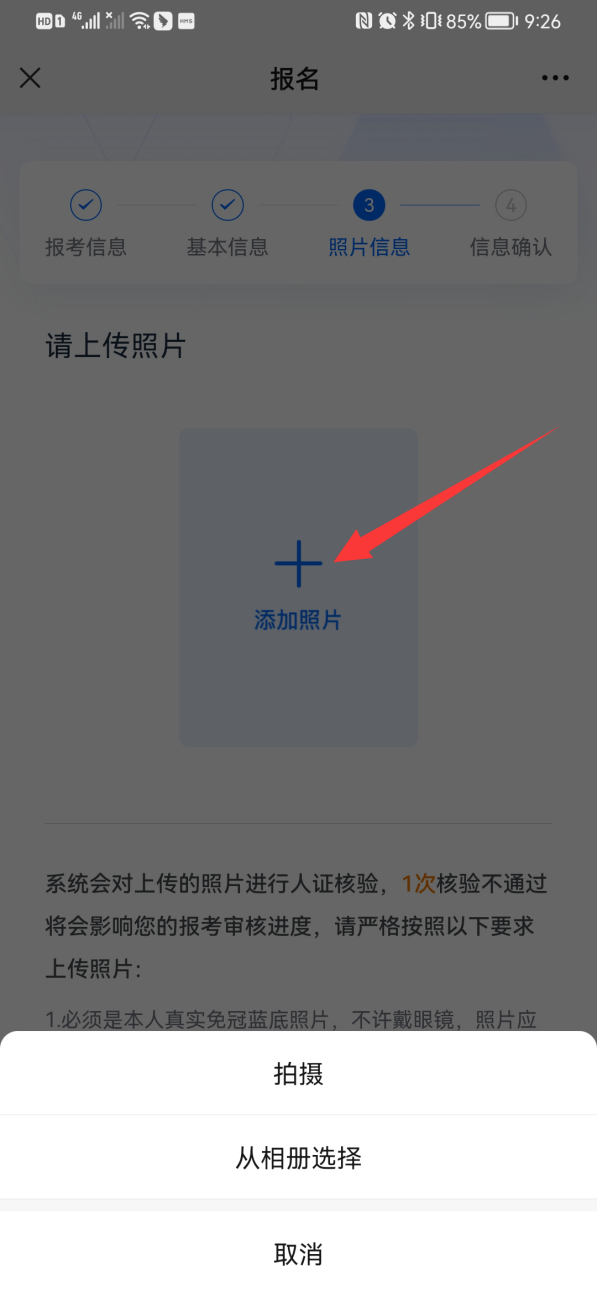 HD 1 4G HMS 85% 9:26
报名
3 4
报考信息 基本信息 照片信息 信息确认
请上传照片
添加照片
系统会对上传的照片进行人证核验，1次核验不通过
将会影响您的报考审核进度，请严格按照以下要求
上传照片：
1.必须是本人真实免冠蓝底照片，不许戴眼镜，照片应
拍摄
从相册选择
取消